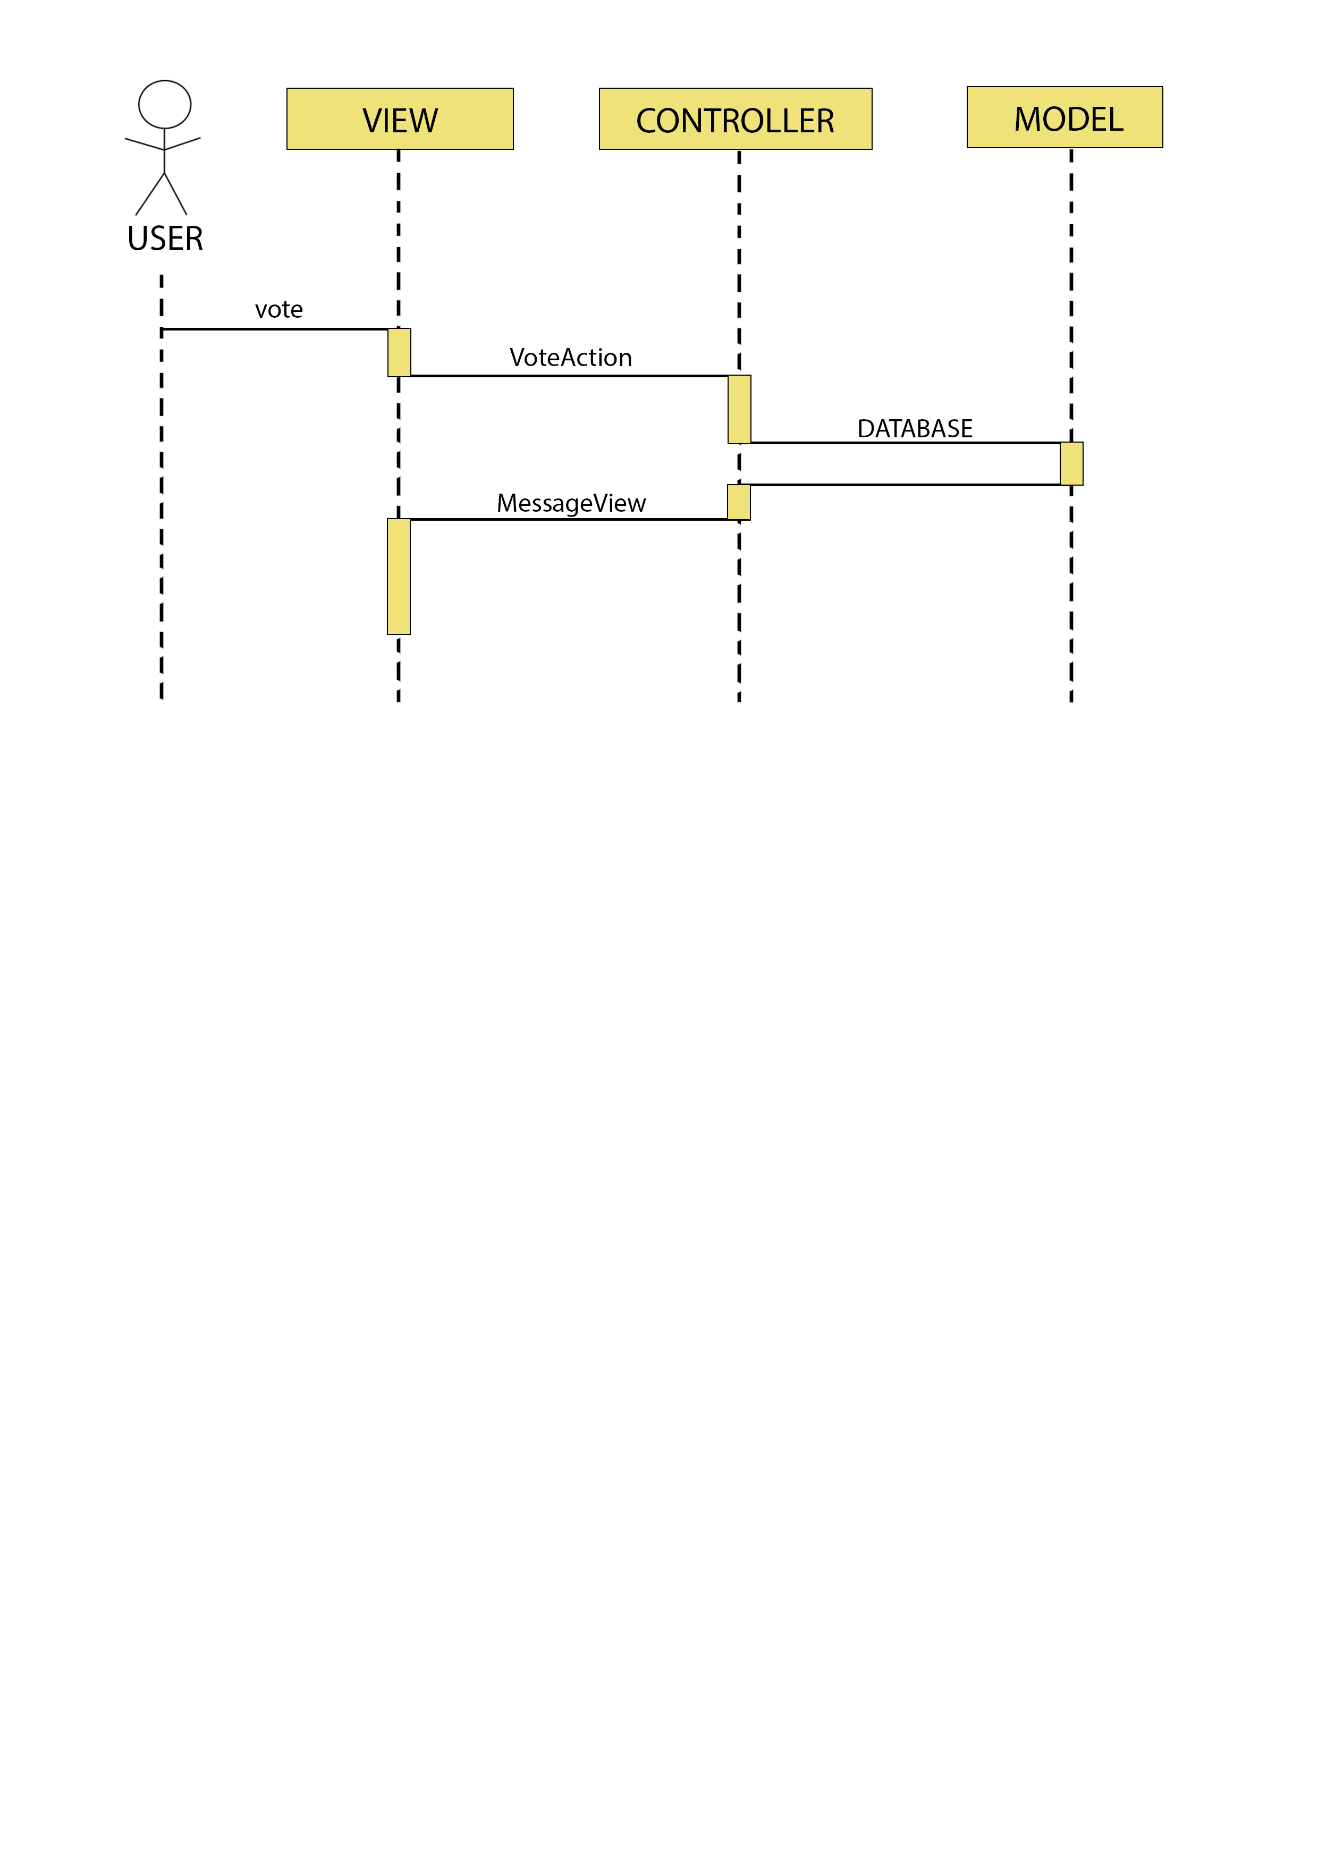 VIEW
CONTROLLER
MODEL
USER
vote
VoteAction
DATABASE
MessageView